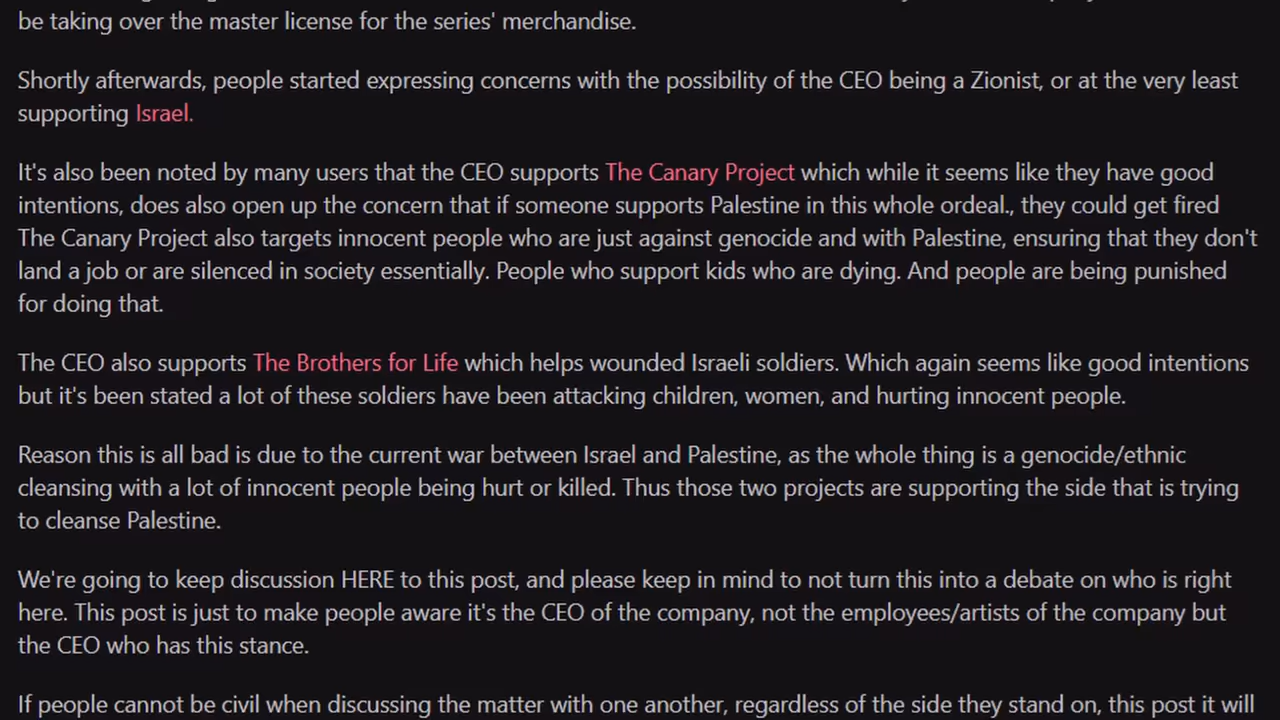 be taking over the master license for the series' merchandise.
Shortly afterwards, people started expressing concerns with the possibility of the CEO being a Zionist, or at the very least
supporting Israel.
It's also been noted by many users that the CEO supports The Canary Project which while it seems like they have good
intentions, does also open up the concern that if someone supports Palestine in this whole ordeal., they could get fired
The Canary Project also targets innocent people who are just against genocide and with Palestine, ensuring that they don't
land a job or are silenced in society essentially. People who support kids who are dying. And people are being punished
for doing that.
The CEO also supports The Brothers for Life which helps wounded Israeli soldiers. Which again seems like good intentions
but it's been stated a lot of these soldiers have been attacking children, women, and hurting innocent people.
Reason this is all bad is due to the current war between Israel and Palestine, as the whole thing is a genocide/ethnic
cleansing with a lot of innocent people being hurt or killed. Thus those two projects are supporting the side that is trying
to cleanse Palestine.
We're going to keep discussion HERE to this post, and please keep in mind to not turn this into a debate on who is right
here. This post is just to make people aware it's the CEO of the company, not the employees/artists of the company but
the CEO who has this stance.
If people cannot be civil when discussing the matter with one another, regardless of the side they stand on, this post it will